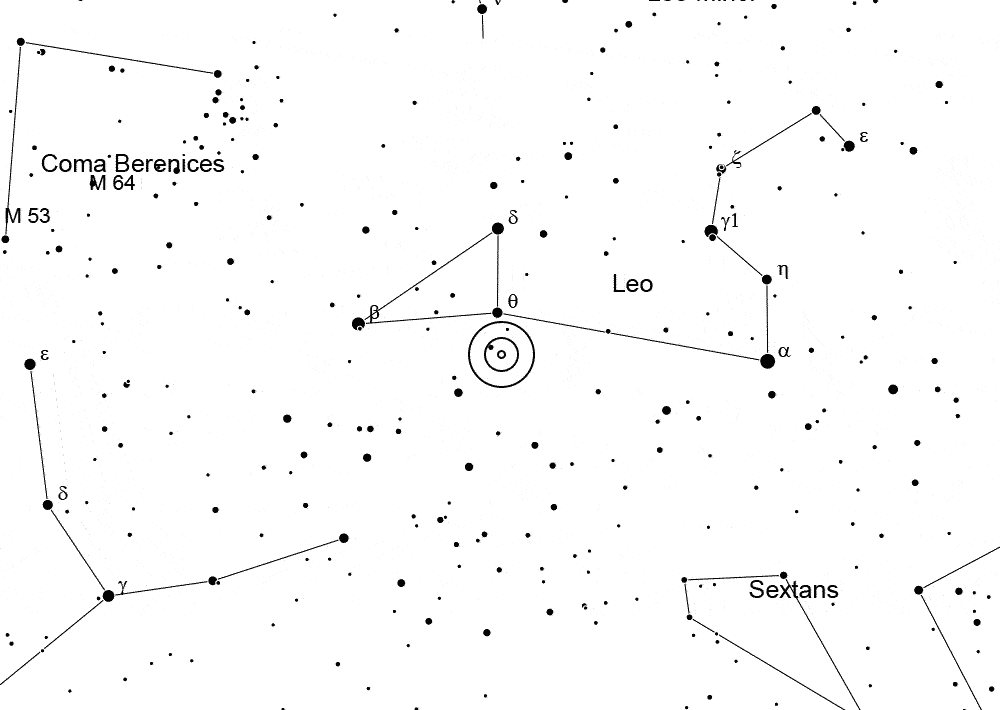 ν
Leo Minor
ε
ζ
Coma Berenices
M 64
M 53
δ
γ1
η
Leo
θ
β
α
ε
δ
γ
Sextans